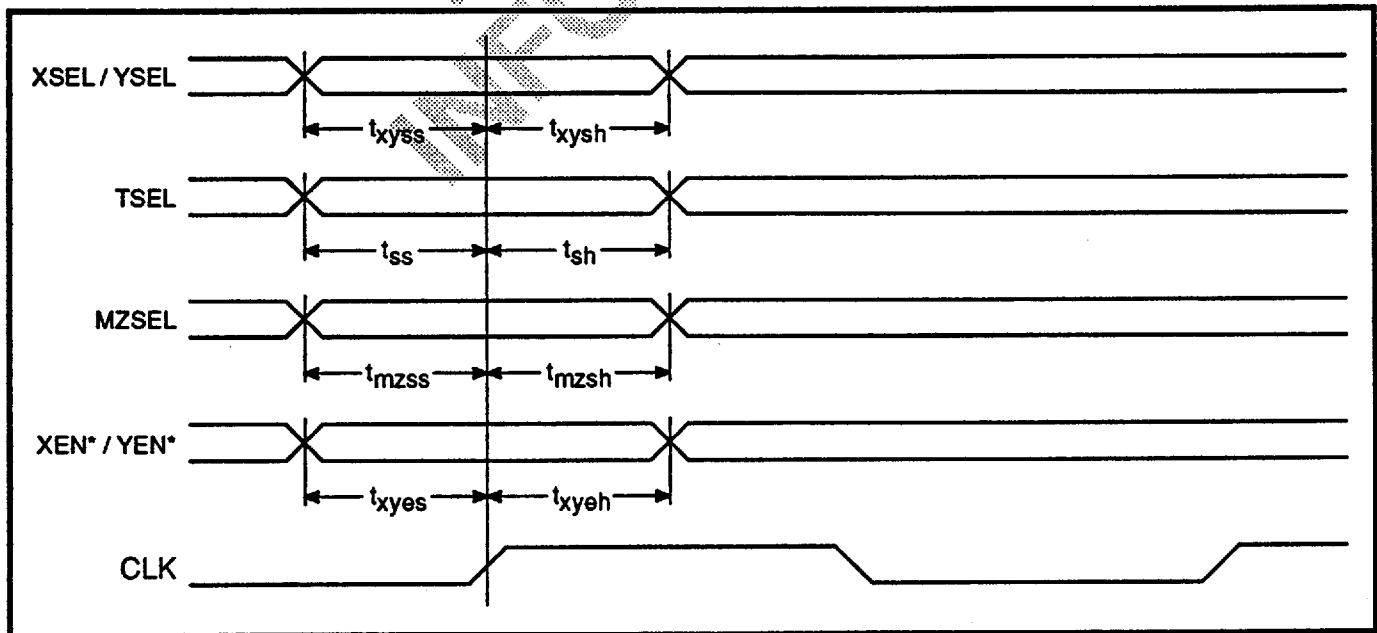 XSEL / YSEL
txyss txysh
TSEL
tss tsh
MZSEL
tmzss tmzsh
XEN* / YEN*
txyes txyeh
CLK